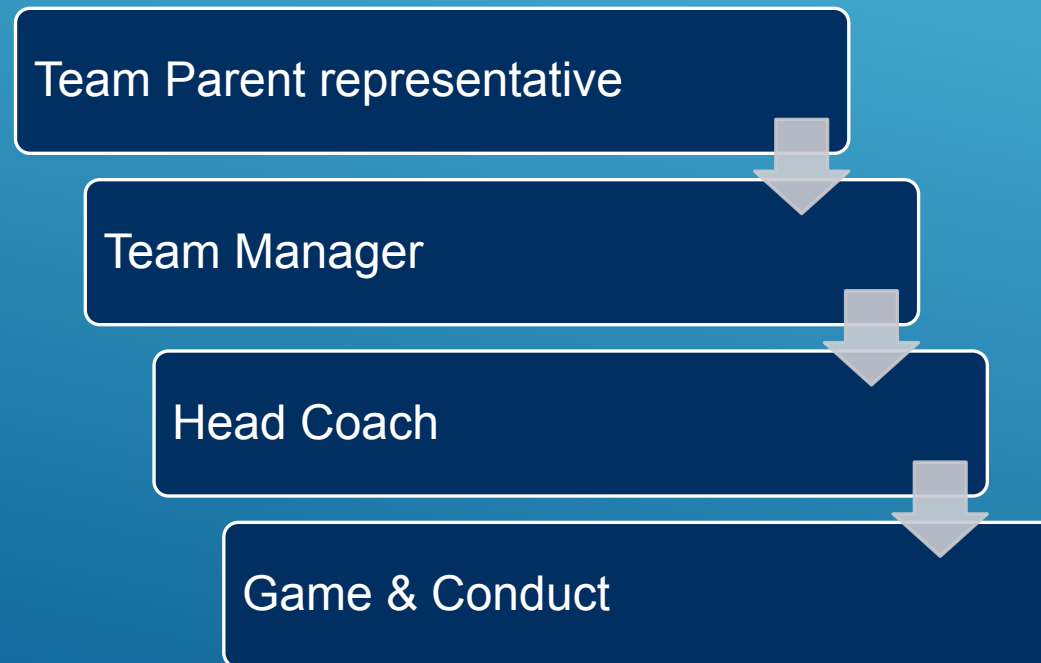 Team Parent representative
Team Manager
Head Coach
Game & Conduct